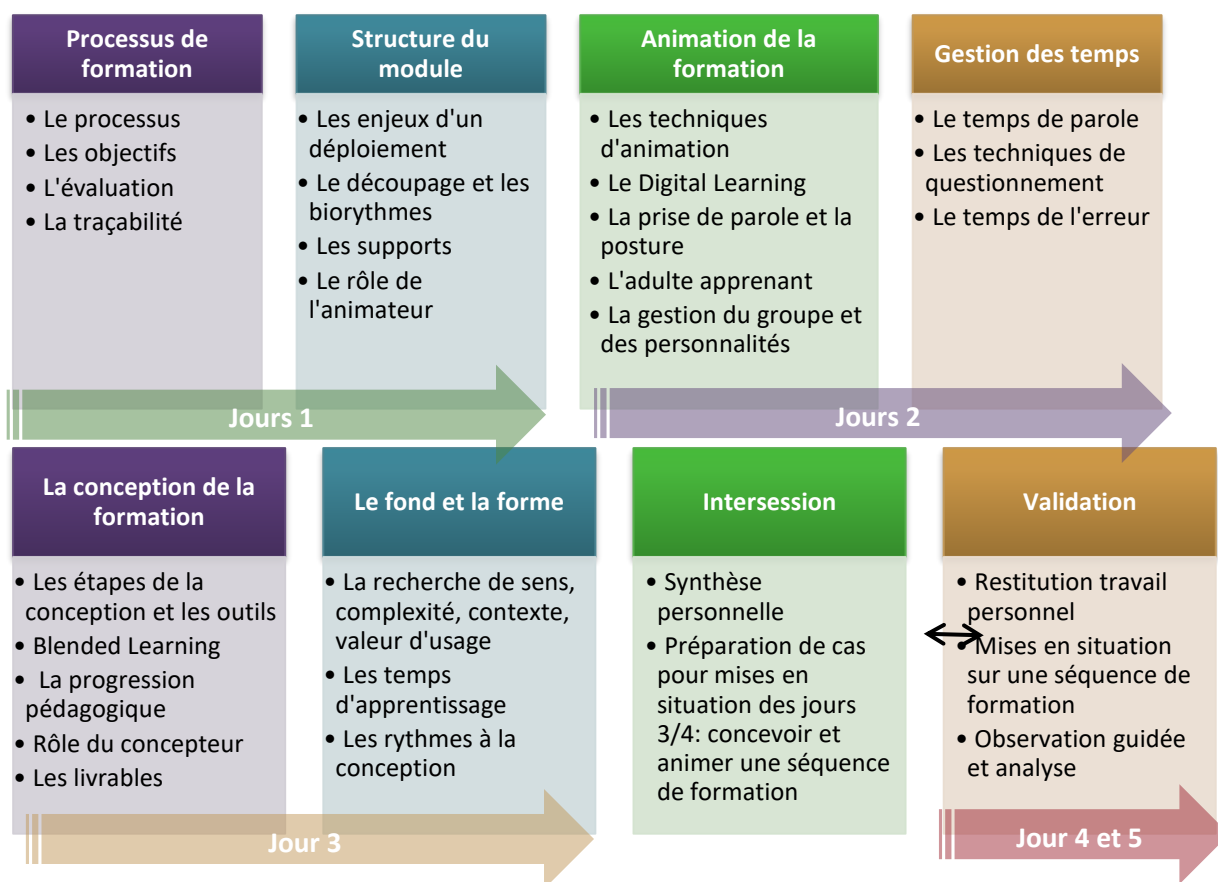 Processus de
formation
• Le processus
• Les objectifs
• L'évaluation
• La traçabilité
Structure du
module
• Les enjeux d'un
déploiement
• Le découpage et les
biorythmes
• Les supports
• Le rôle de
l'animateur
Jours 1
Animation de la
formation
• Les techniques
d'animation
• Le Digital Learning
• La prise de parole et la
posture
• L'adulte apprenant
• La gestion du groupe et
des personnalités
Gestion des temps
• Le temps de parole
• Les techniques de
questionnement
• Le temps de l'erreur
Jours 2
La conception de la
formation
• Les étapes de la
conception et les outils
• Blended Learning
• La progression
pédagogique
• Rôle du concepteur
• Les livrables
Le fond et la forme
• La recherche de sens,
complexité, contexte,
valeur d'usage
• Les temps
d'apprentissage
• Les rythmes à la
conception
Jour 3
Intersession
• Synthèse
personnelle
• Préparation de cas
pour mises en
situation des jours
3/4: concevoir et
animer une séquence
de formation
Validation
• Restitution travail
personnel
• Mises en situation
sur une séquence de
formation
• Observation guidée
et analyse
Jour 4 et 5